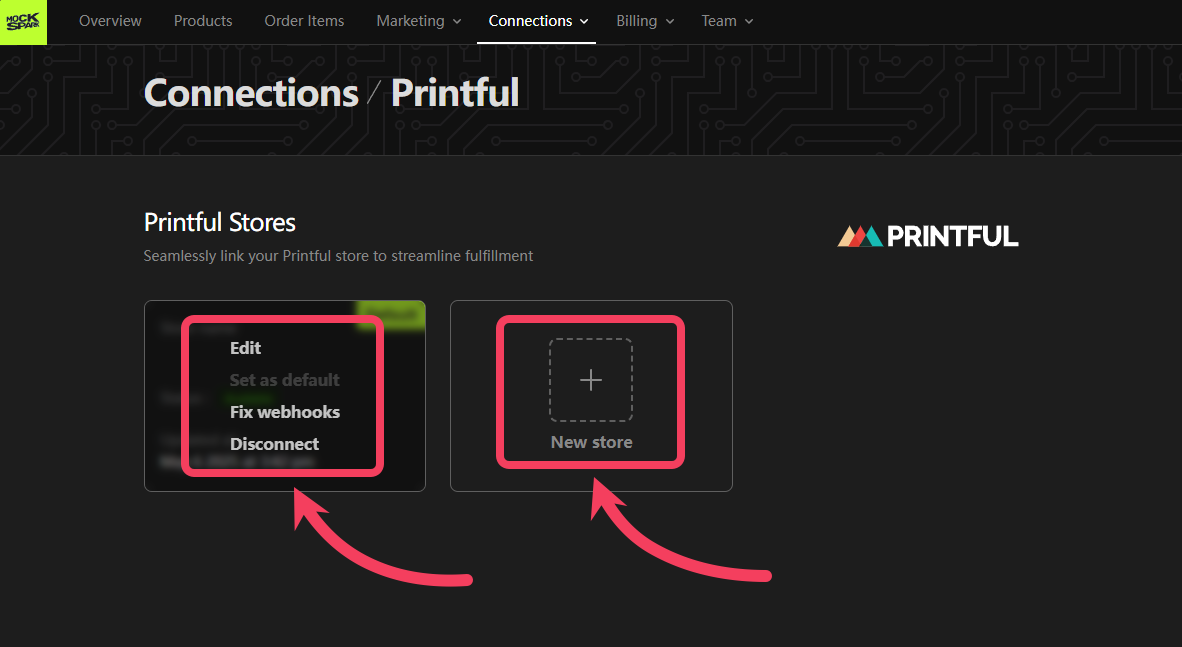 MOCK
SPARK
Overview Products Order Items Marketing Connections Billing Team
Connections / Printful
Printful Stores
Seamlessly link your Printful store to streamline fulfillment
PRINTFUL
Edit
Set as default
Fix webhooks
Disconnect
New store